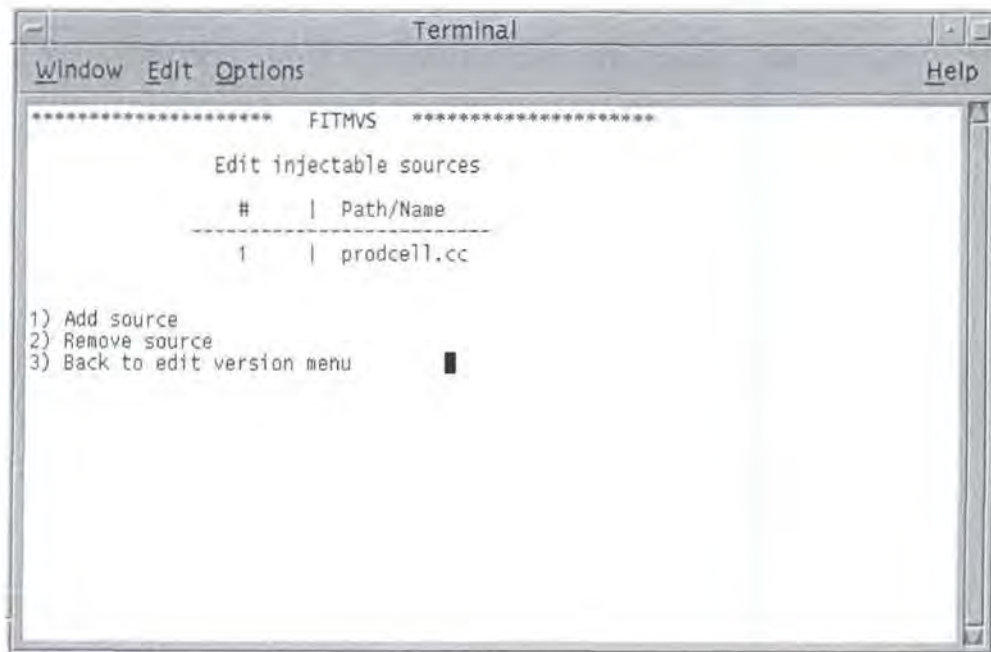 Terminal
Window Edit Options Help
********************* FITMVS *********************
Edit injectable sources
# | Path/Name
--------------------------
1 | prodcell.cc
1) Add source
2) Remove source
3) Back to edit version menu